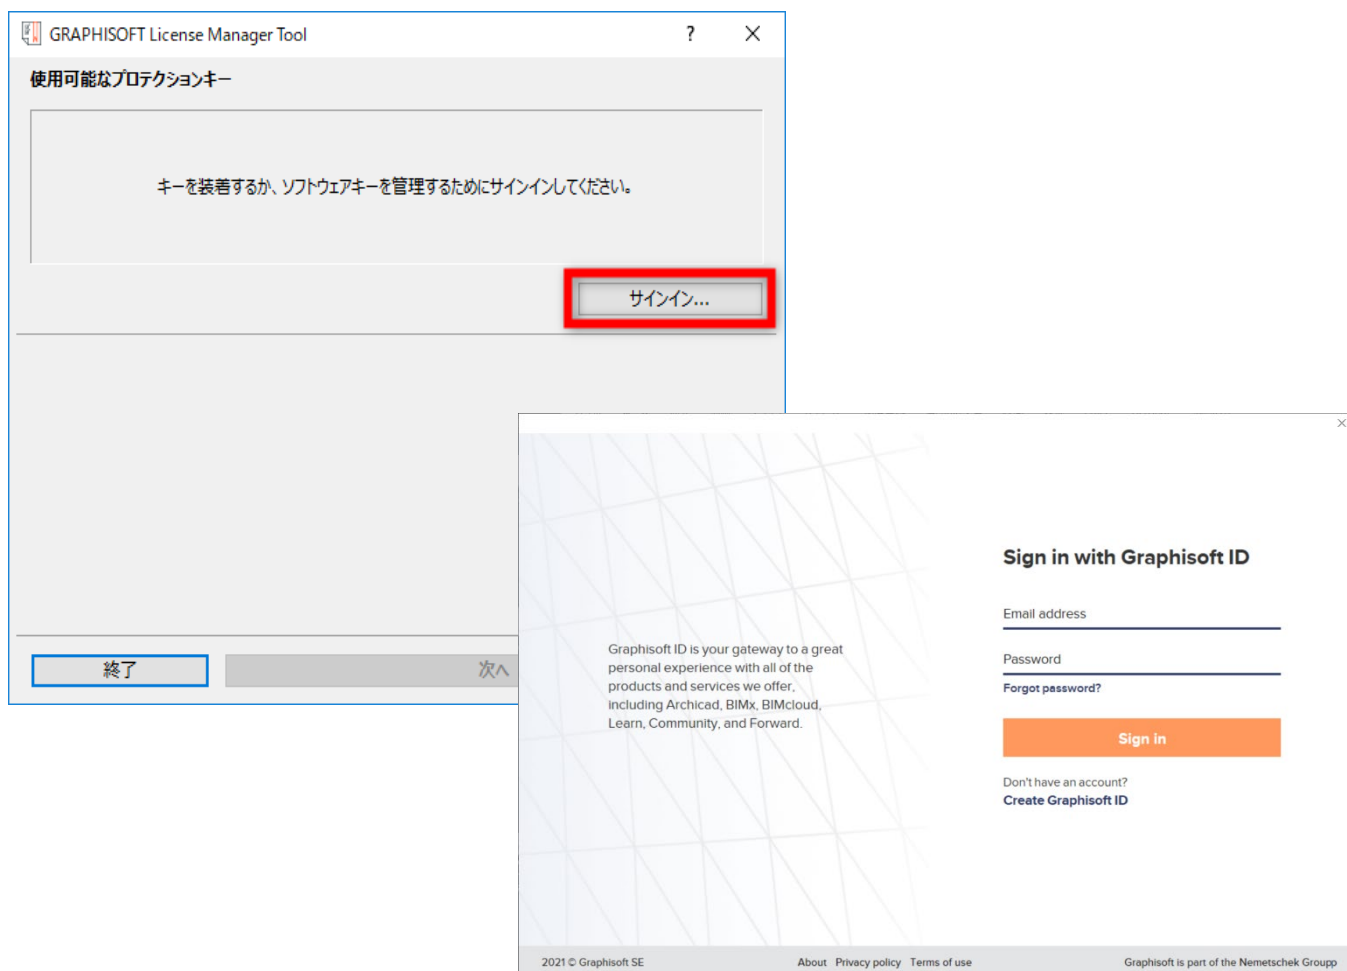 GRAPHISOFT License Manager Tool
?
使用可能なプロテクションキー
キーを装着するか、ソフトウェアキーを管理するためにサインインしてください。
サインイン...
終了
次へ
Sign in with Graphisoft ID
Email address
Password
Forgot password?
Sign in
Don't have an account?
Create Graphisoft ID
Graphisoft ID is your gateway to a great
personal experience with all of the
products and services we offer,
including Archicad, BIMx, BIMcloud,
Learn, Community, and Forward.
2021 © Graphisoft SE
About Privacy policy Terms of use
Graphisoft is part of the Nemetschek Groupp